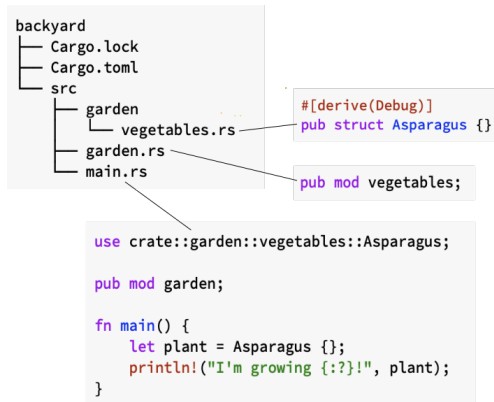 backyard
├── Cargo.lock
├── Cargo.toml
└── src
    ├── garden
    │   └── vegetables.rs
    ├── garden.rs
    └── main.rs
#[derive(Debug)]
pub struct Asparagus {}
pub mod vegetables;
use crate::garden::vegetables::Asparagus;
pub mod garden;
fn main() {
    let plant = Asparagus {};
    println!("I'm growing {:?}!", plant);
}